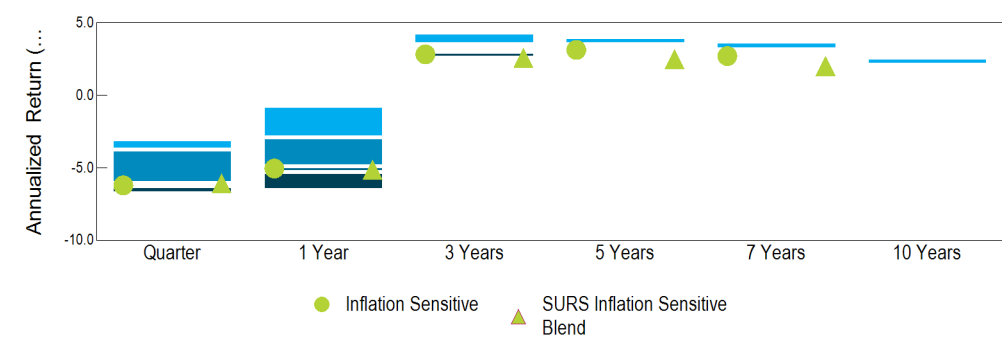 Annualized Return (...
5.0
0.0
-5.0
-10.0
Quarter
1 Year
3 Years
5 Years
7 Years
10 Years
Inflation Sensitive
SURS Inflation Sensitive
Blend